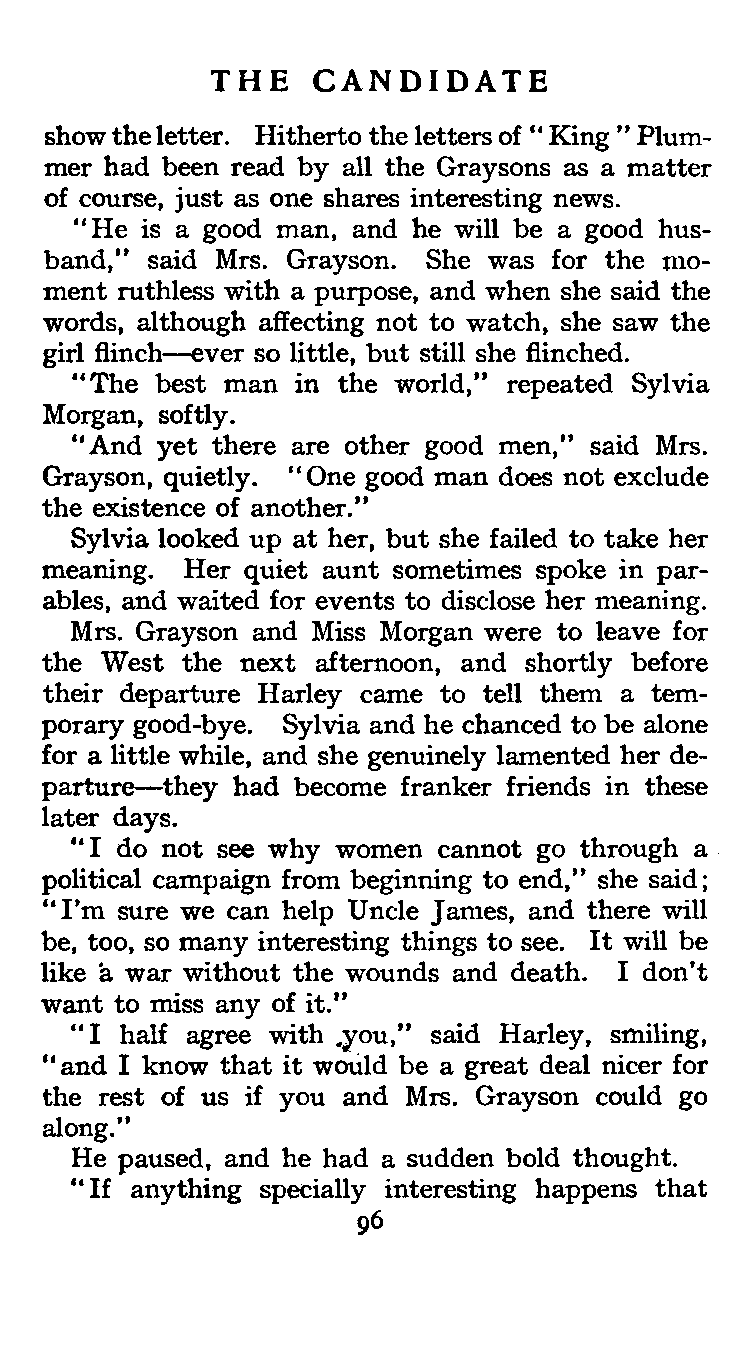 THE CANDIDATE
show the letter. Hitherto the letters of "King" Plum-
mer had been read by all the Graysons as a matter
of course, just as one shares interesting news.
"He is a good man, and he will be a good hus-
band," said Mrs. Grayson. She was for the mo-
ment ruthless with a purpose, and when she said the
words, although affecting not to watch, she saw the
girl flinch—ever so little, but still she flinched.
"The best man in the world," repeated Sylvia
Morgan, softly.
"And yet there are other good men," said Mrs.
Grayson, quietly. "One good man does not exclude
the existence of another."
Sylvia looked up at her, but she failed to take her
meaning. Her quiet aunt sometimes spoke in par-
ables, and waited for events to disclose her meaning.
Mrs. Grayson and Miss Morgan were to leave for
the West the next afternoon, and shortly before
their departure Harley came to tell them a tem-
porary good-bye. Sylvia and he chanced to be alone
for a little while, and she genuinely lamented her de-
parture—they had become franker friends in these
later days.
"I do not see why women cannot go through a
political campaign from beginning to end," she said;
"I'm sure we can help Uncle James, and there will
be, too, so many interesting things to see. It will be
like a war without the wounds and death. I don't
want to miss any of it."
"I half agree with you," said Harley, smiling,
"and I know that it would be a great deal nicer for
the rest of us if you and Mrs. Grayson could go
along."
He paused, and he had a sudden bold thought.
"If anything specially interesting happens that
96